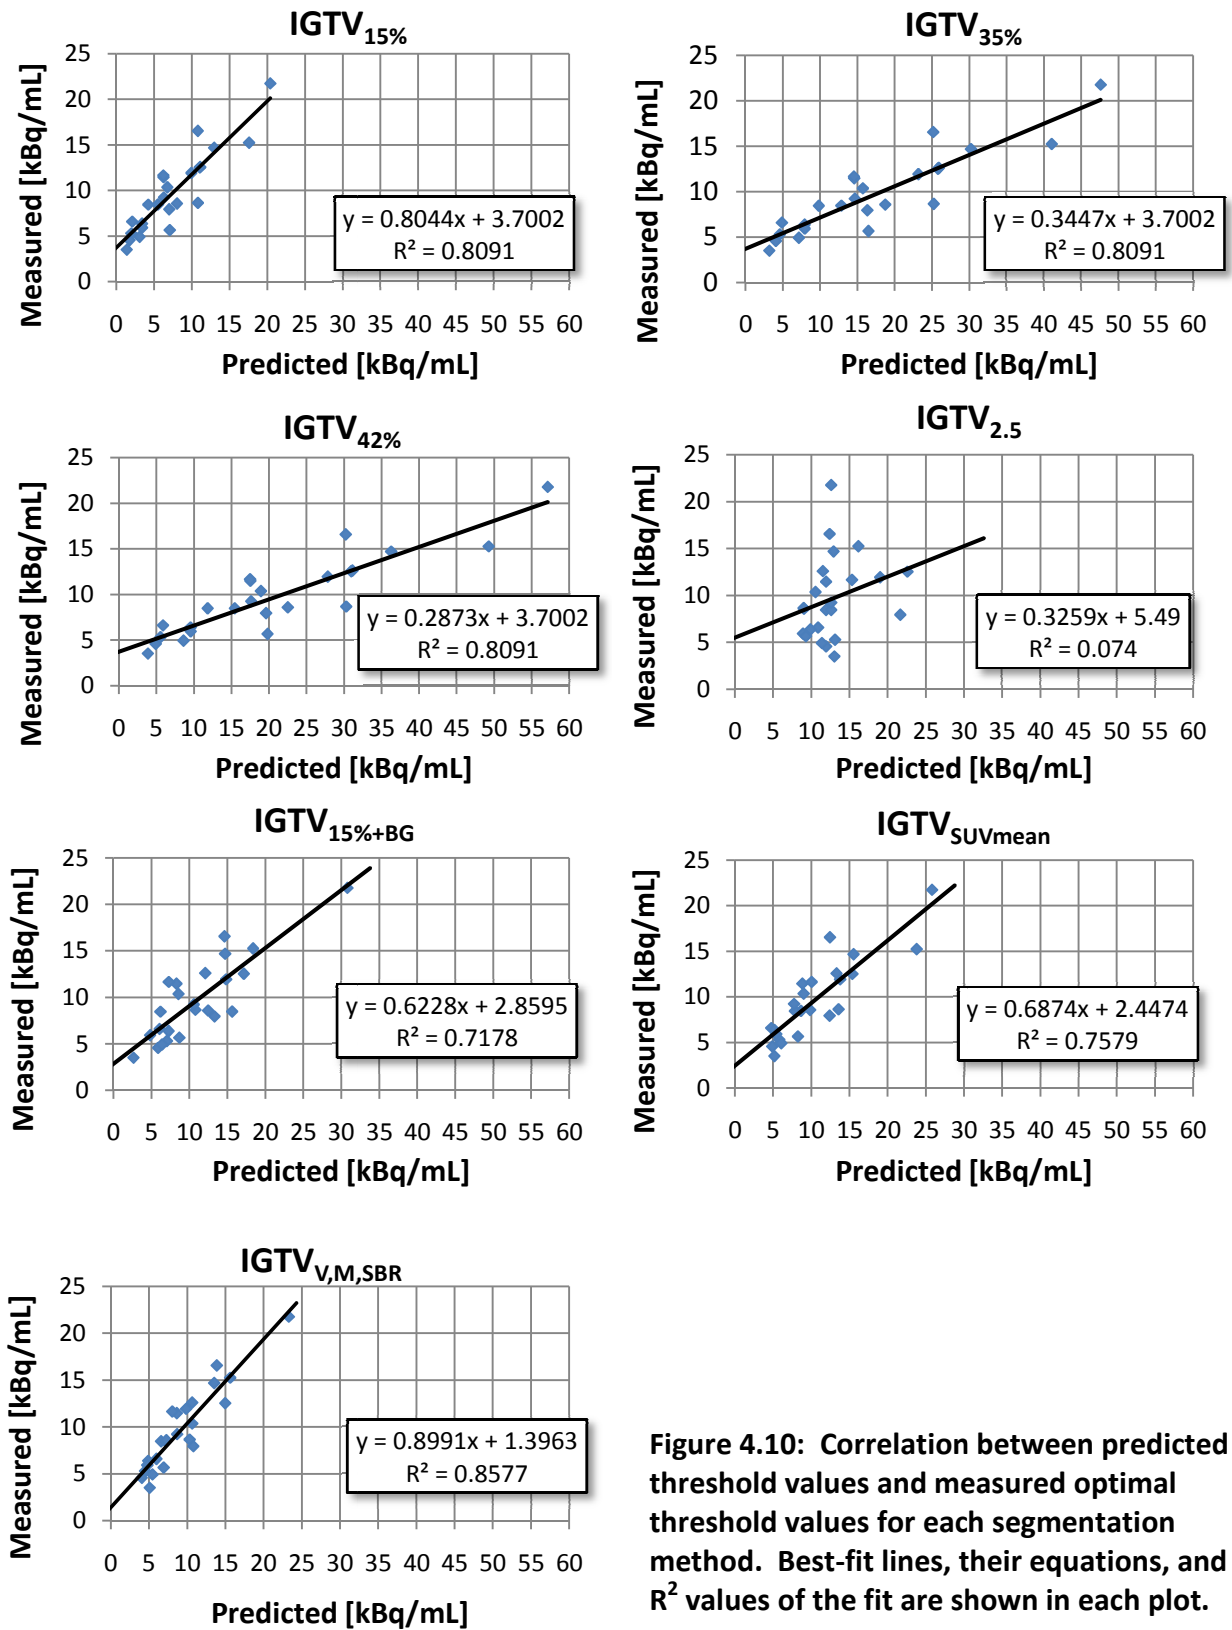 IGTV15%
Measured [kBq/mL]
25
20
15
10
5
0
y = 0.8044x + 3.7002
R² = 0.8091
0 5 10 15 20 25 30 35 40 45 50 55 60
Predicted [kBq/mL]
IGTV35%
Measured [kBq/mL]
25
20
15
10
5
0
y = 0.3447x + 3.7002
R² = 0.8091
0 5 10 15 20 25 30 35 40 45 50 55 60
Predicted [kBq/mL]
IGTV42%
Measured [kBq/mL]
25
20
15
10
5
0
y = 0.2873x + 3.7002
R² = 0.8091
0 5 10 15 20 25 30 35 40 45 50 55 60
Predicted [kBq/mL]
IGTV2.5
Measured [kBq/mL]
25
20
15
10
5
0
y = 0.3259x + 5.49
R² = 0.074
0 5 10 15 20 25 30 35 40 45 50 55 60
Predicted [kBq/mL]
IGTV15%+BG
Measured [kBq/mL]
25
20
15
10
5
0
y = 0.6228x + 2.8595
R² = 0.7178
0 5 10 15 20 25 30 35 40 45 50 55 60
Predicted [kBq/mL]
IGTVSUVmean
Measured [kBq/mL]
25
20
15
10
5
0
y = 0.6874x + 2.4474
R² = 0.7579
0 5 10 15 20 25 30 35 40 45 50 55 60
Predicted [kBq/mL]
IGTVV,M,SBR
Measured [kBq/mL]
25
20
15
10
5
0
y = 0.8991x + 1.3963
R² = 0.8577
0 5 10 15 20 25 30 35 40 45 50 55 60
Predicted [kBq/mL]
Figure 4.10: Correlation between predicted
threshold values and measured optimal
threshold values for each segmentation
method. Best-fit lines, their equations, and
R² values of the fit are shown in each plot.